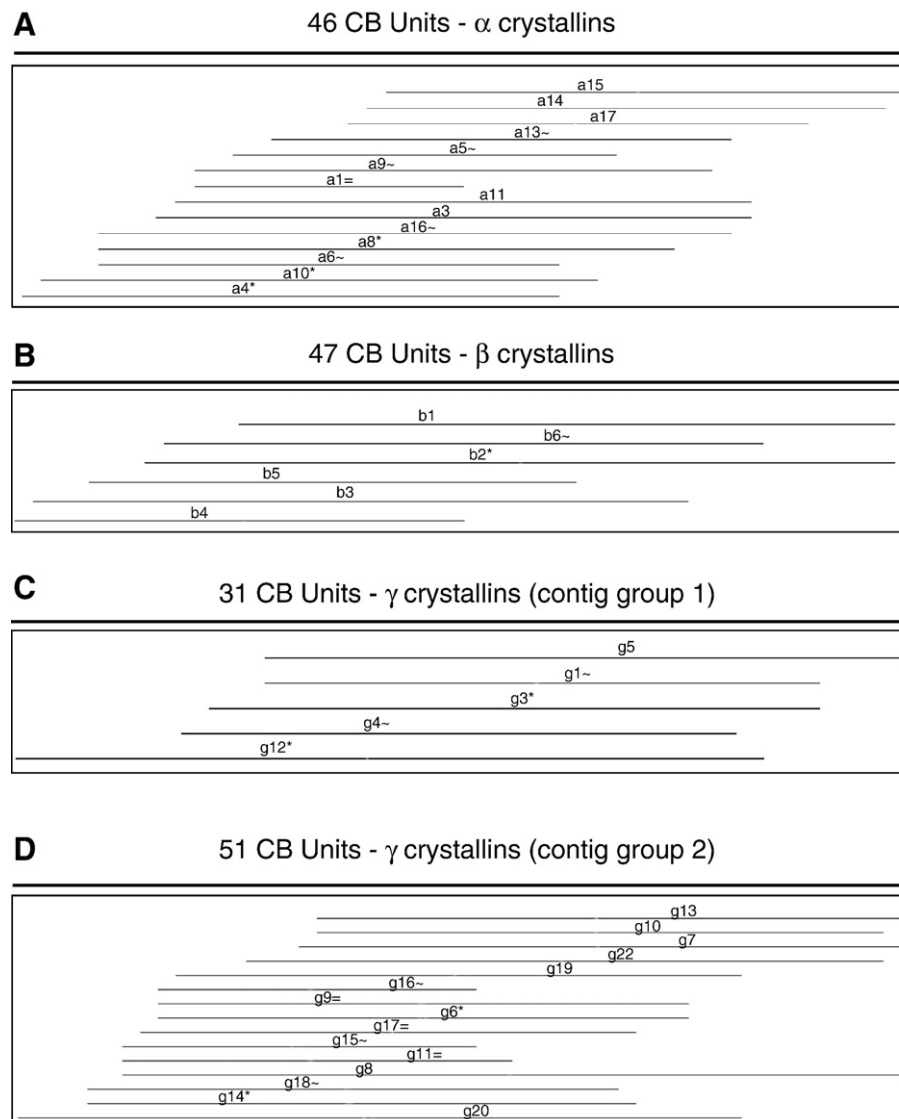 A 46 CB Units - α crystallins
a15
a14
a17
a13~
a5~
a9~
a1=
a11
a3
a16~
a8*
a6~
a10*
a4*
B 47 CB Units - β crystallins
b1
b6~
b2*
b5
b3
b4
C 31 CB Units - γ crystallins (contig group 1)
g5
g1~
g3*
g4~
g12*
D 51 CB Units - γ crystallins (contig group 2)
g13
g10
g7
g22
g19
g16~
g9=
g6*
g17=
g15~
g11=
g8
g18~
g14*
g20